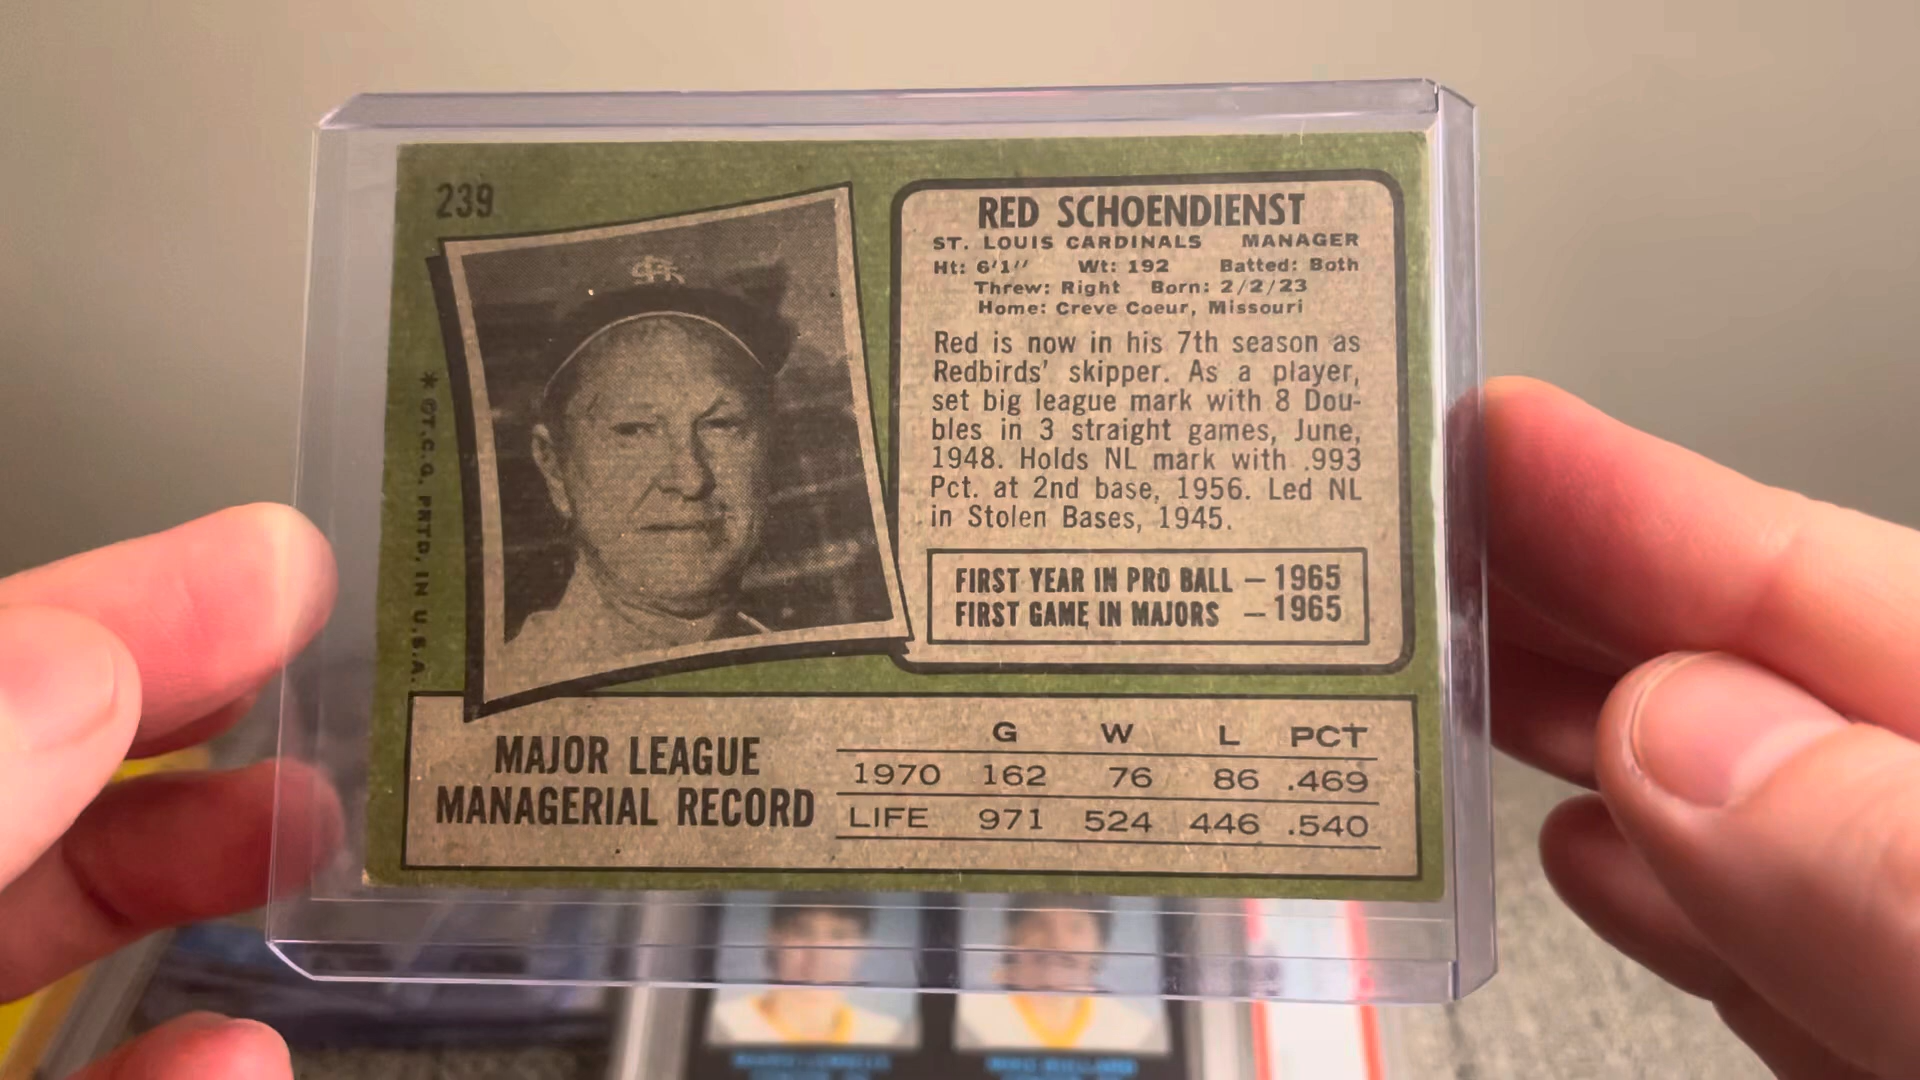 239
RED SCHOENDIENST
ST. LOUIS CARDINALS MANAGER
Ht: 6'1" Wt: 192 Batted: Both
Threw: Right Born: 2/2/23
Home: Creve Coeur, Missouri
Red is now in his 7th season as
Redbirds' skipper. As a player,
set big league mark with 8 Dou-
bles in 3 straight games, June,
1948. Holds NL mark with .993
Pct. at 2nd base, 1956. Led NL
in Stolen Bases, 1945.
FIRST YEAR IN PRO BALL — 1965
FIRST GAME IN MAJORS — 1965
* ©T.C.G. PRTD. IN U.S.A.
MAJOR LEAGUE
MANAGERIAL RECORD
G W L PCT
1970 162 76 86 .469
LIFE 971 524 446 .540